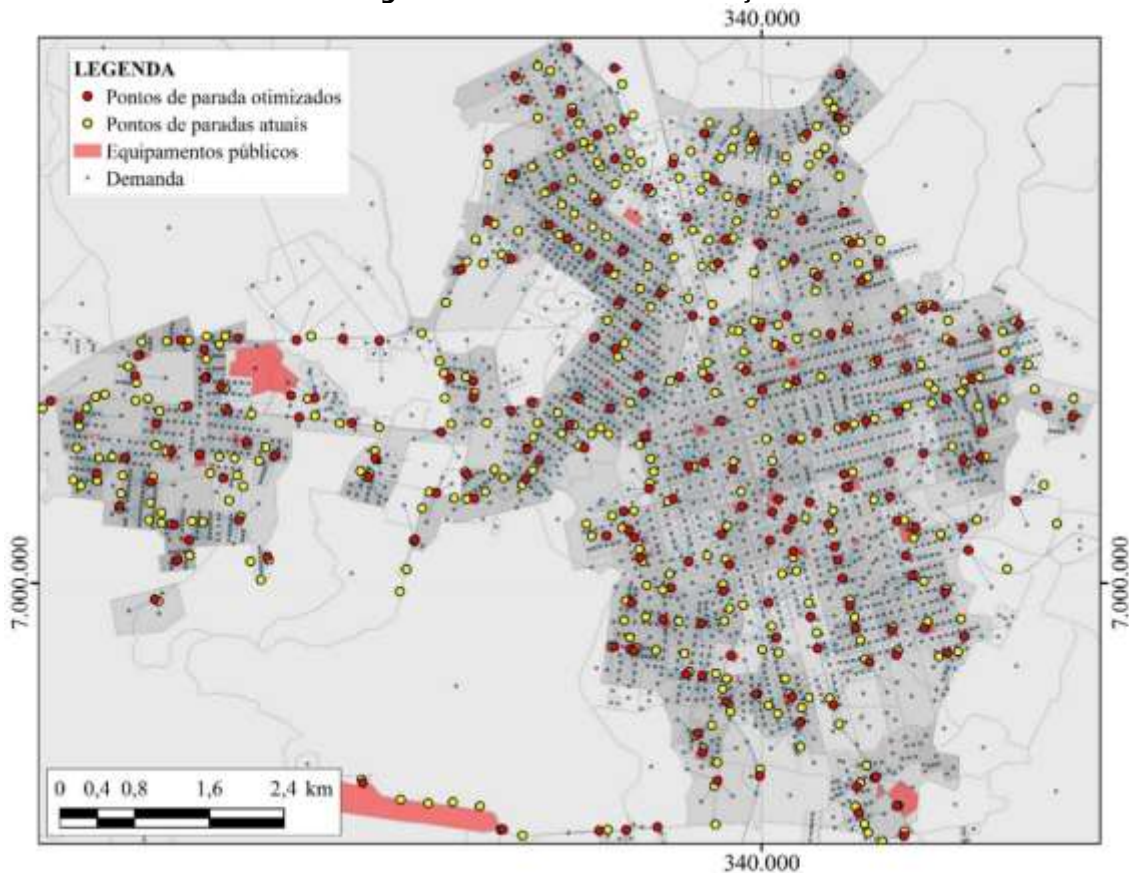 340.000
LEGENDA
Pontos de parada otimizados
Pontos de paradas atuais
Equipamentos públicos
Demanda
7.000.000
7.000.000
0 0,4 0,8 1,6 2,4 km
340.000